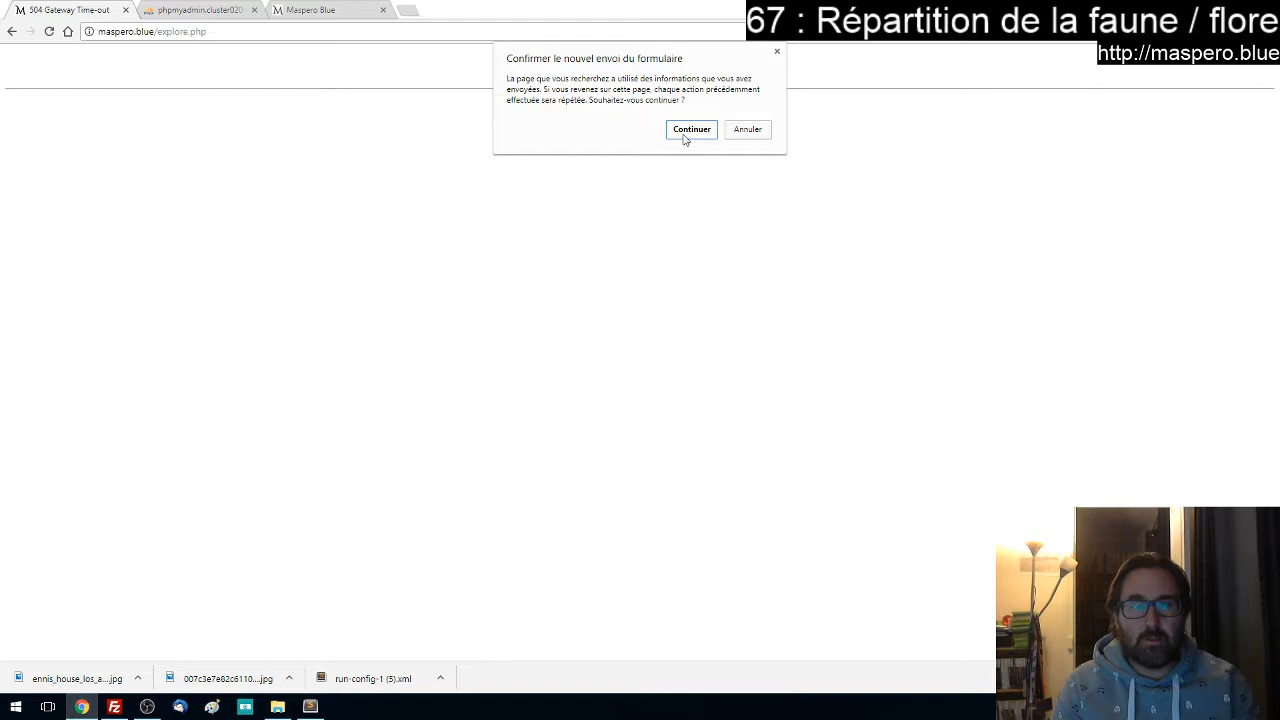 504 Gateway Time-out
phpmyadmin.cluster020
Maspero Blue
maspero.blue/explore.php
67 : Répartition de la faune / flore
http://maspero.blue
Confirmer le nouvel envoi du formulaire
La page que vous recherchez a utilisé des informations que vous avez
envoyées. Si vous revenez sur cette page, chaque action précédemment
effectuée sera répétée. Souhaitez-vous continuer ?
Continuer
Annuler
ennis_house_los_a....jpg
007c3e7e82c6110....jpg
run-config-1 (5).xml